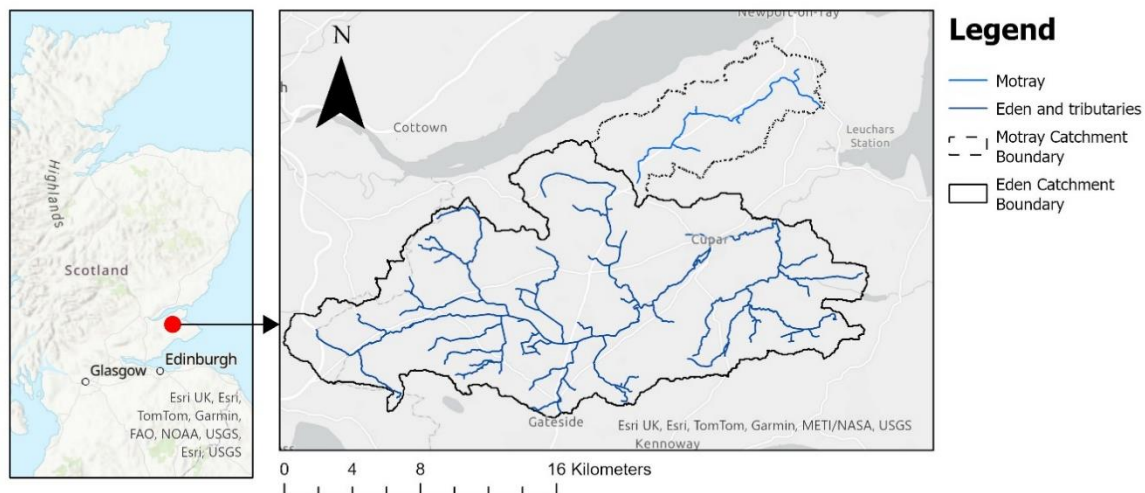 Highlands
Scotland
Glasgow
Edinburgh
Esri UK, Esri,
TomTom, Garmin,
FAO, NOAA, USGS,
Esri, USGS
N
Newport-on-Tay
Cottown
Leuchars
Station
Cupar
Gateside
Kennoway
Esri UK, Esri, TomTom, Garmin, METI/NASA, USGS
0 4 8 16 Kilometers
Legend
Motray
Eden and tributaries
Motray Catchment
Boundary
Eden Catchment
Boundary